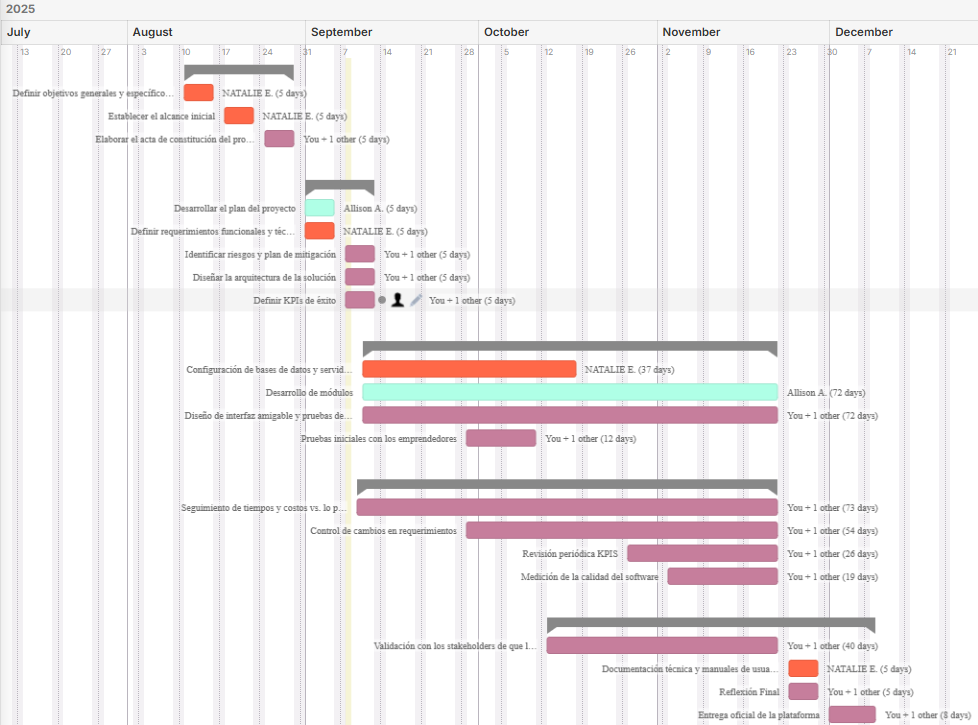 2025
July August September October November December
13 20 27 3 10 17 24 31 7 14 21 28 5 12 19 26 2 9 16 23 30 7 14 21
Definir objetivos generales y específico... NATALIE E. (5 days)
Establecer el alcance inicial NATALIE E. (5 days)
Elaborar el acta de constitución del pro... You + 1 other (5 days)
Desarrollar el plan del proyecto Allison A. (5 days)
Definir requerimientos funcionales y téc... NATALIE E. (5 days)
Identificar riesgos y plan de mitigación You + 1 other (5 days)
Diseñar la arquitectura de la solución You + 1 other (5 days)
Definir KPIs de éxito You + 1 other (5 days)
Configuración de bases de datos y servid... NATALIE E. (37 days)
Desarrollo de módulos Allison A. (72 days)
Diseño de interfaz amigable y pruebas de... You + 1 other (72 days)
Pruebas iniciales con los emprendedores You + 1 other (12 days)
Seguimiento de tiempos y costos vs. lo p... You + 1 other (73 days)
Control de cambios en requerimientos You + 1 other (54 days)
Revisión periódica KPIS You + 1 other (26 days)
Medición de la calidad del software You + 1 other (19 days)
Validación con los stakeholders de que l... You + 1 other (40 days)
Documentación técnica y manuales de usua... NATALIE E. (5 days)
Reflexión Final You + 1 other (5 days)
Entrega oficial de la plataforma You + 1 other (8 days)